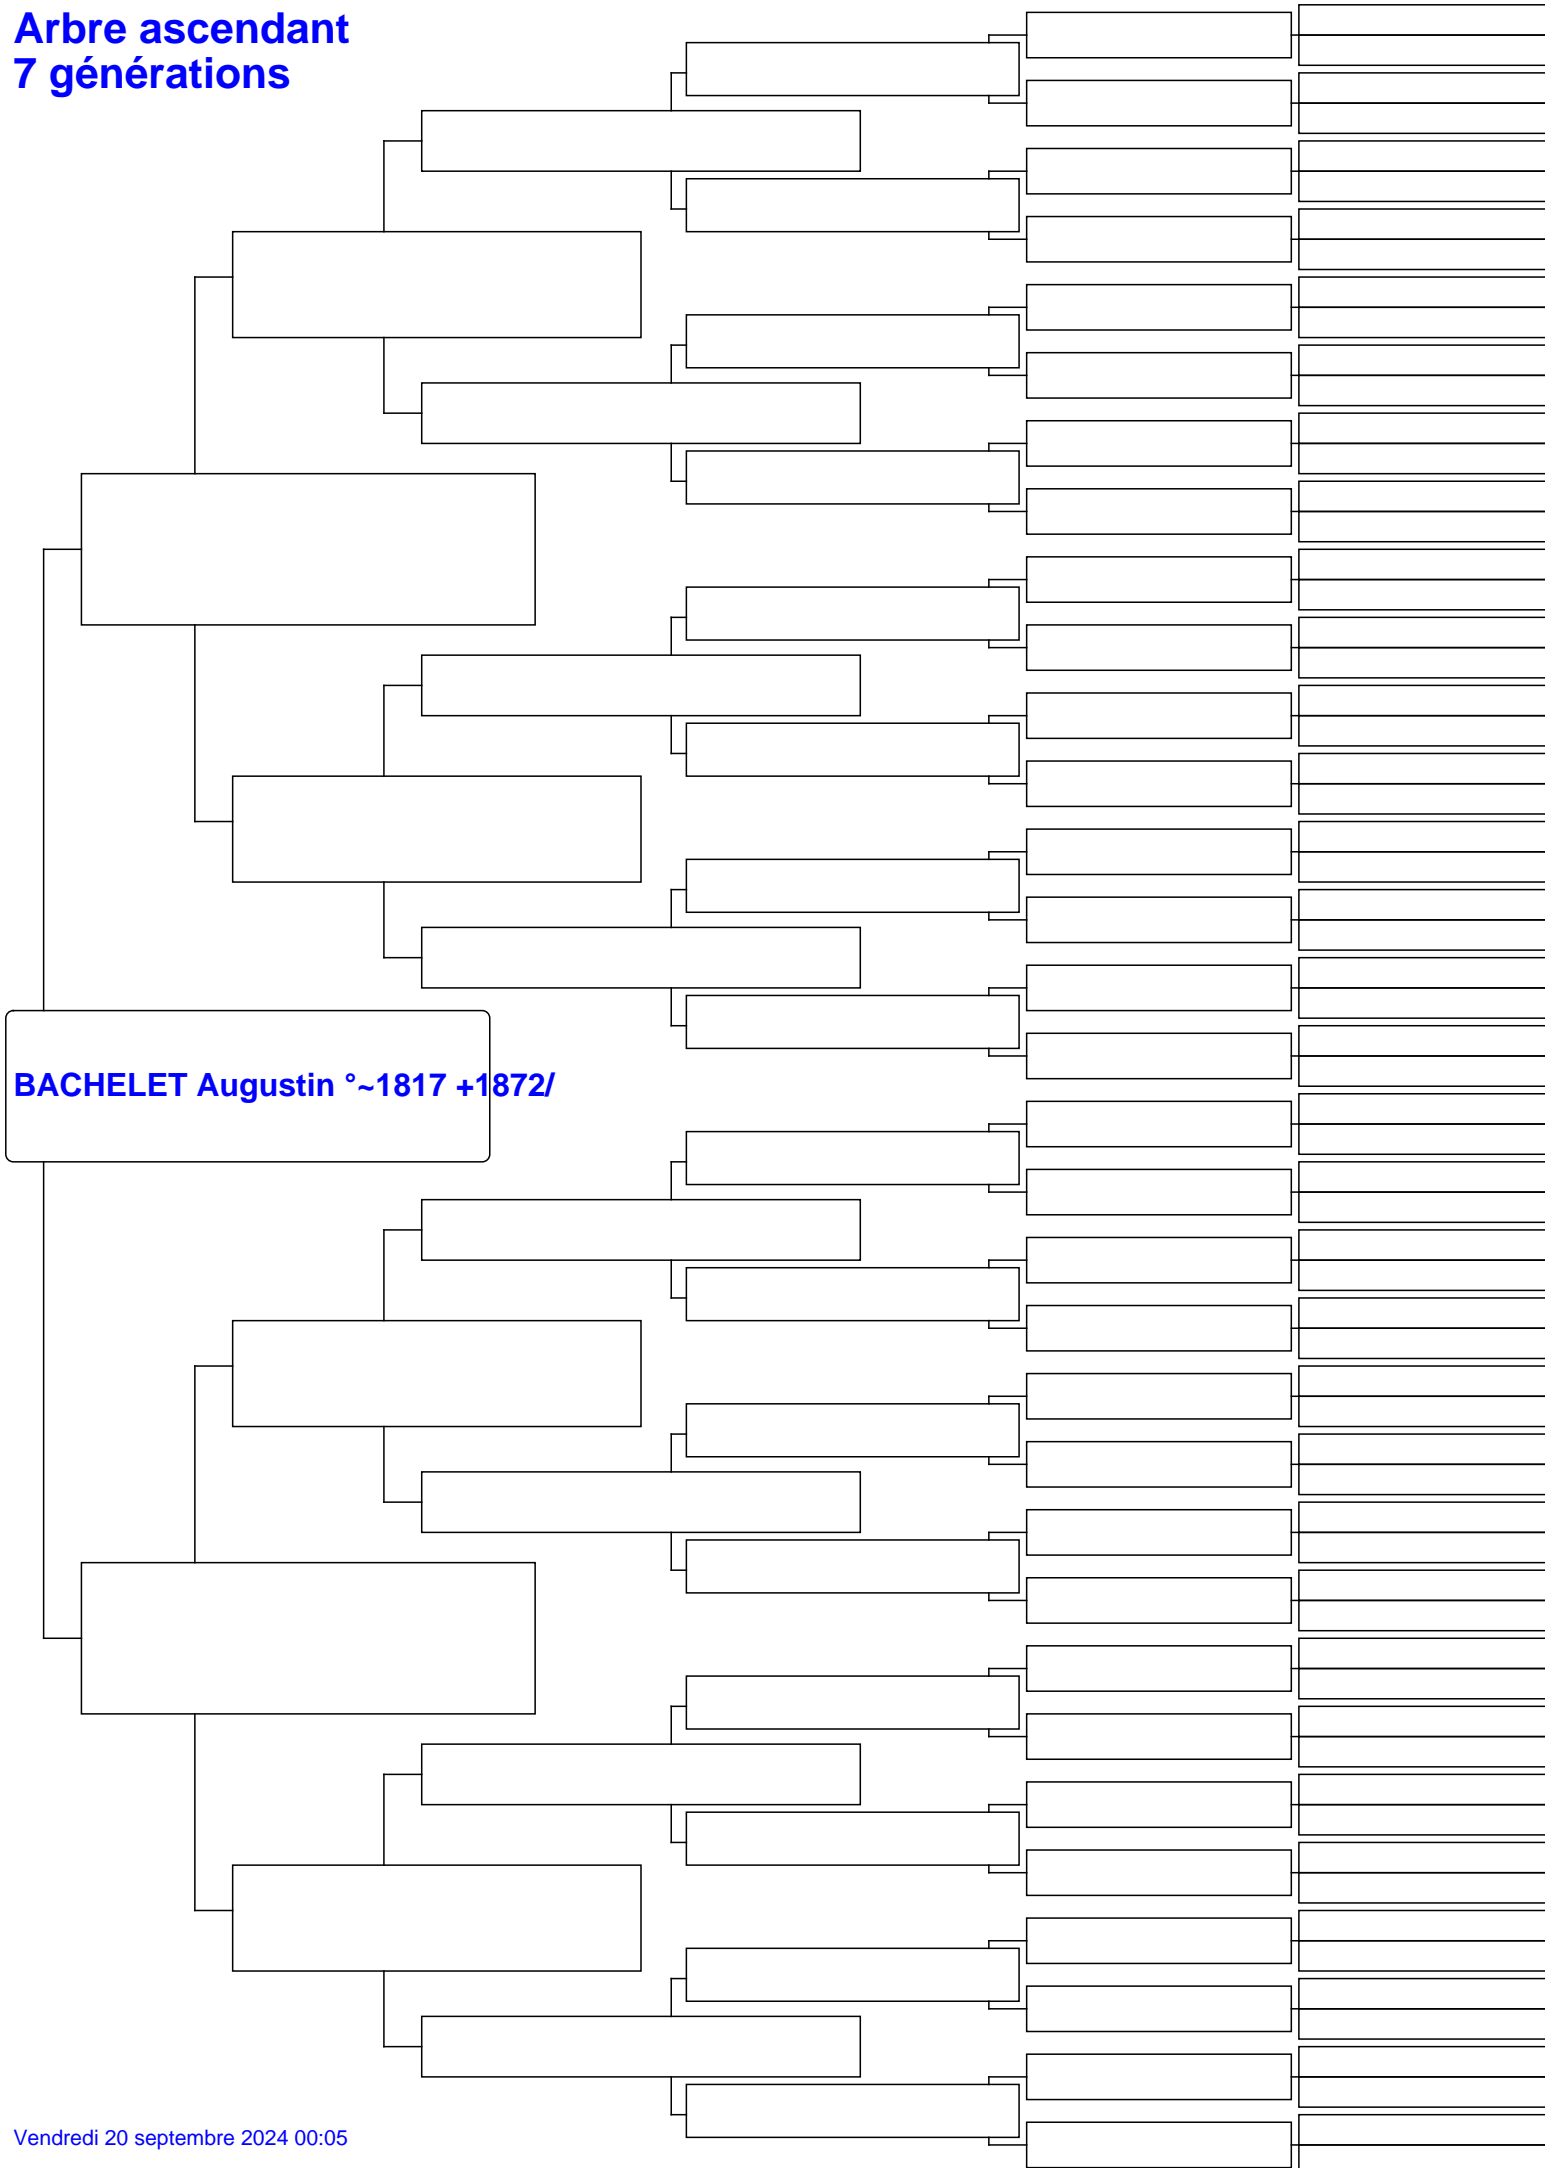 Arbre ascendant
7 générations
BACHELET Augustin °~1817 +1872/
Vendredi 20 septembre 2024 00:05